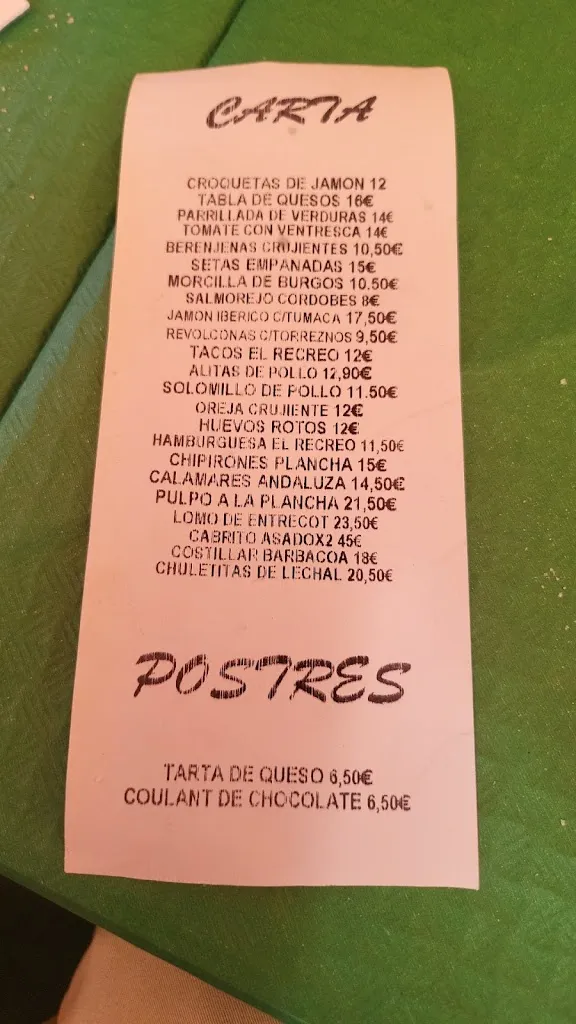 CARTA
CROQUETAS DE JAMON 12
TABLA DE QUESOS 16€
PARRILLADA DE VERDURAS 14€
TOMATE CON VENTRESCA 14€
BERENJENAS CRUJIENTES 10,50€
SETAS EMPANADAS 15€
MORCILLA DE BURGOS 10.50€
SALMOREJO CORDOBES 8€
JAMON IBERICO C/TUMACA 17,50€
REVOLCONAS C/TORREZNOS 9,50€
TACOS EL RECREO 12€
ALITAS DE POLLO 12,90€
SOLOMILLO DE POLLO 11.50€
OREJA CRUJIENTE 12€
HUEVOS ROTOS 12€
HAMBURGUESA EL RECREO 11,50€
CHIPIRONES PLANCHA 15€
CALAMARES ANDALUZA 14,50€
PULPO A LA PLANCHA 21,50€
LOMO DE ENTRECOT 23,50€
CABRITO ASADOX2 45€
COSTILLAR BARBACOA 18€
CHULETITAS DE LECHAL 20,50€
POSTRES
TARTA DE QUESO 6,50€
COULANT DE CHOCOLATE 6,50€